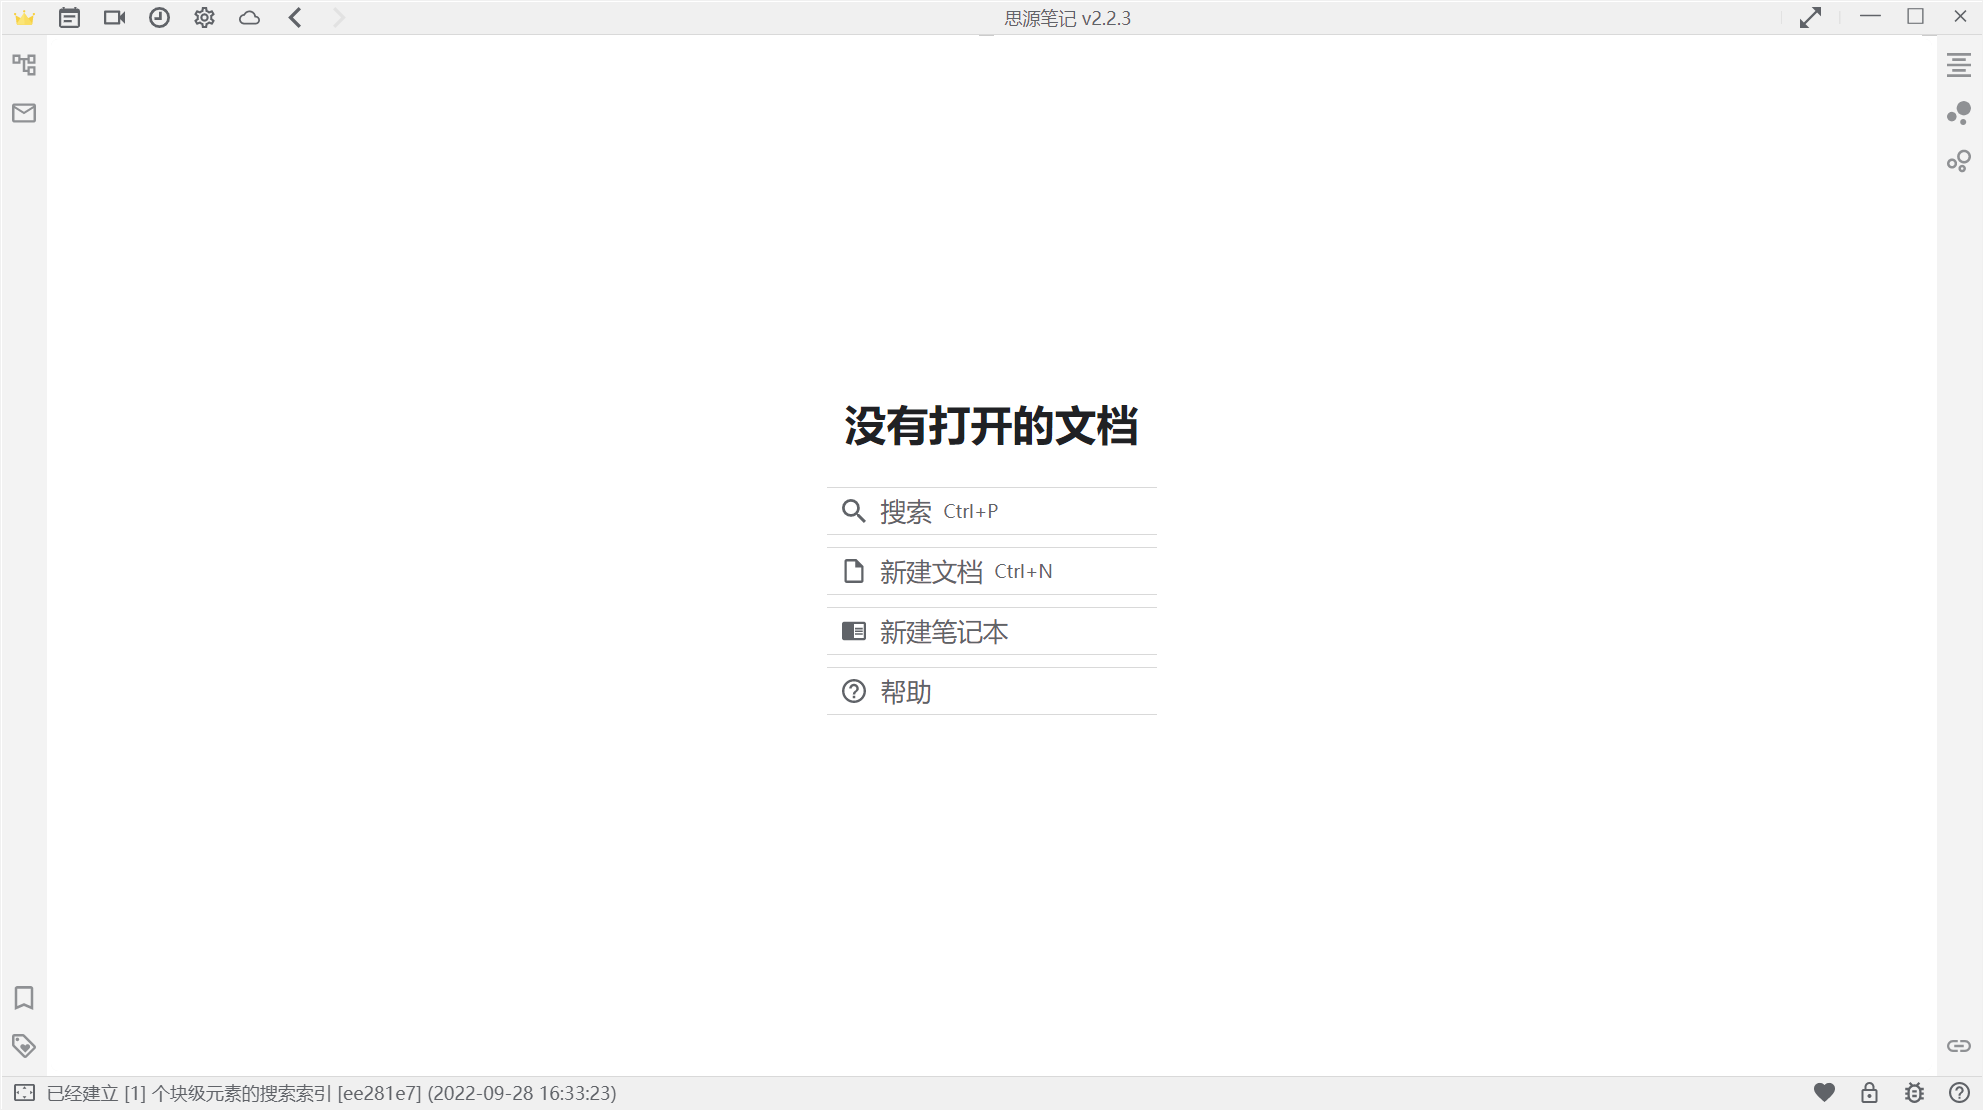 思源笔记 v2.2.3
没有打开的文档
搜索 Ctrl+P
新建文档 Ctrl+N
新建笔记本
帮助
已经建立 [1] 个块级元素的搜索索引 [ee281e7] (2022-09-28 16:33:23)